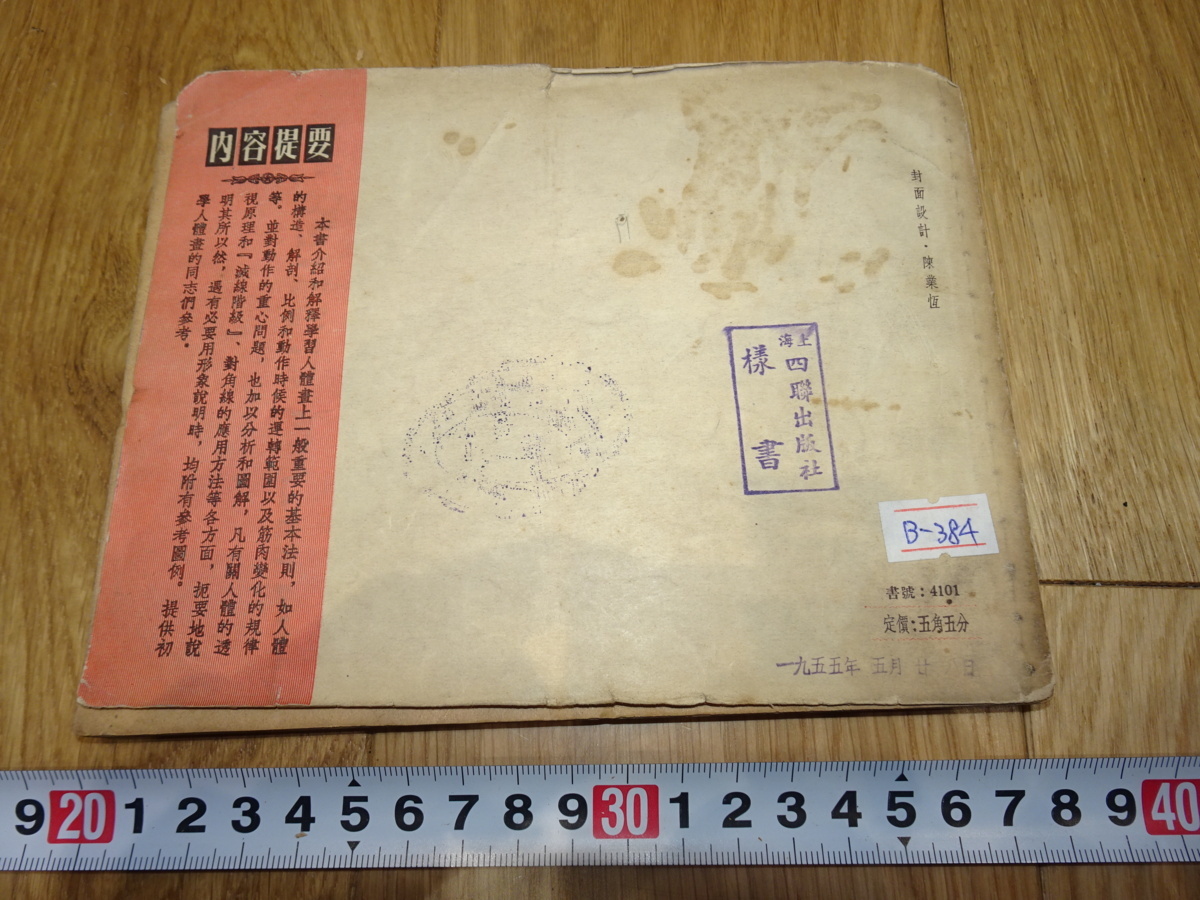 內容提要
本書介紹和解釋學習人體畫上一般重要的基本法則，如人體
的構造、解剖、比例和動作時候的運轉範圍以及筋肉變化的規律
等。並對動作的重心問題，也加以分析和圖解，凡有關人體的透
視原理和『滅線階級』、對角線的應用方法等各方面，扼要地說
明其所以然，遇有必要用形象說明時，均附有參考圖例。提供初
學人體畫的同志們參考。
封面設計·陳業恆
上海
四聯出版社
樣書
B-384
書號：4101
定價：五角五分
一九五五年 五月 廿 日
9 20 1 2 3 4 5 6 7 8 9 30 1 2 3 4 5 6 7 8 9 40